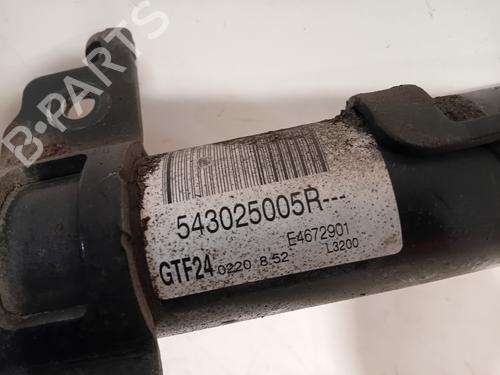 B-PARTS
543025005R---
E4672901
GTF24 0220 8 52 L3200